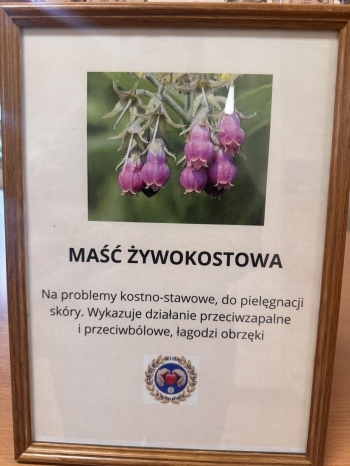 MAŚĆ ŻYWOKOSTOWA
Na problemy kostno-stawowe, do pielęgnacji
skóry. Wykazuje działanie przeciwzapalne
i przeciwbólowe, łagodzi obrzęki